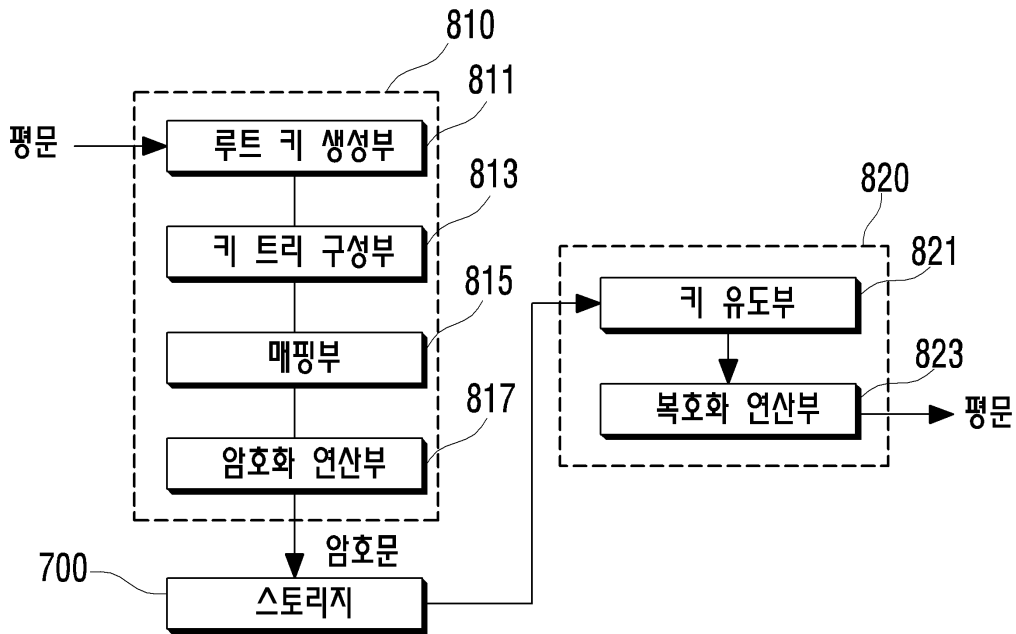 810
811
평문
루트 키 생성부
813
키 트리 구성부
815
매핑부
817
암호화 연산부
암호문
700
스토리지
820
821
키 유도부
823
복호화 연산부
평문